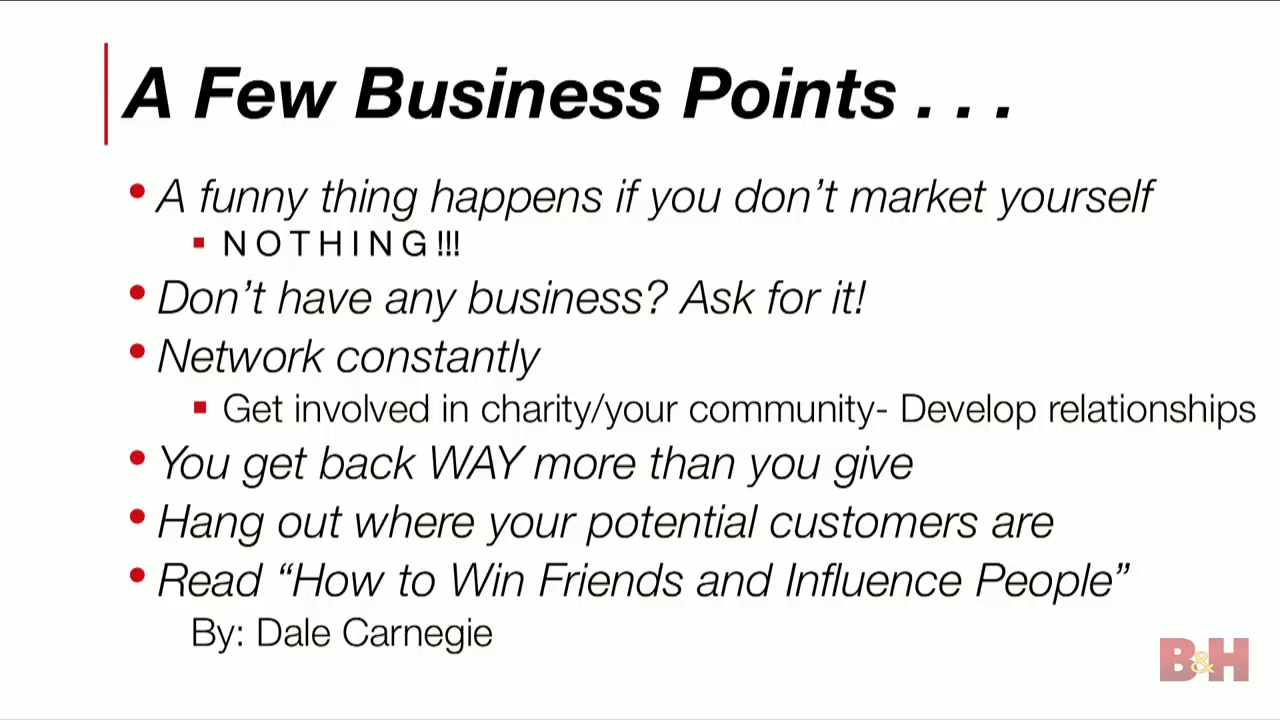 A Few Business Points . . .
• A funny thing happens if you don’t market yourself
▪ N O T H I N G !!!
• Don’t have any business? Ask for it!
• Network constantly
▪ Get involved in charity/your community- Develop relationships
• You get back WAY more than you give
• Hang out where your potential customers are
• Read “How to Win Friends and Influence People”
By: Dale Carnegie
B&H